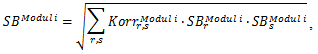 SB^Moduli = √(∑_{r,s} Korr_{r,s}^{Moduli} · SB_r^{Moduli} · SB_s^{Moduli}),